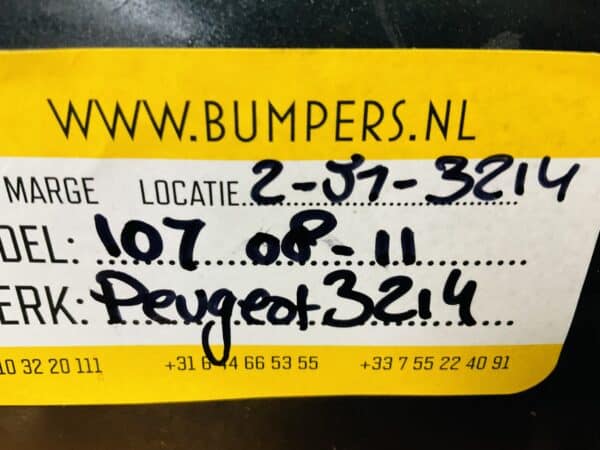 WWW.BUMPERS.NL
MARGE LOCATIE 2-J1-3214
DEL: 107 08-11
ERK: Peugeot 3214
10 32 20 111 +31 6 44 66 53 55 +33 7 55 22 40 91